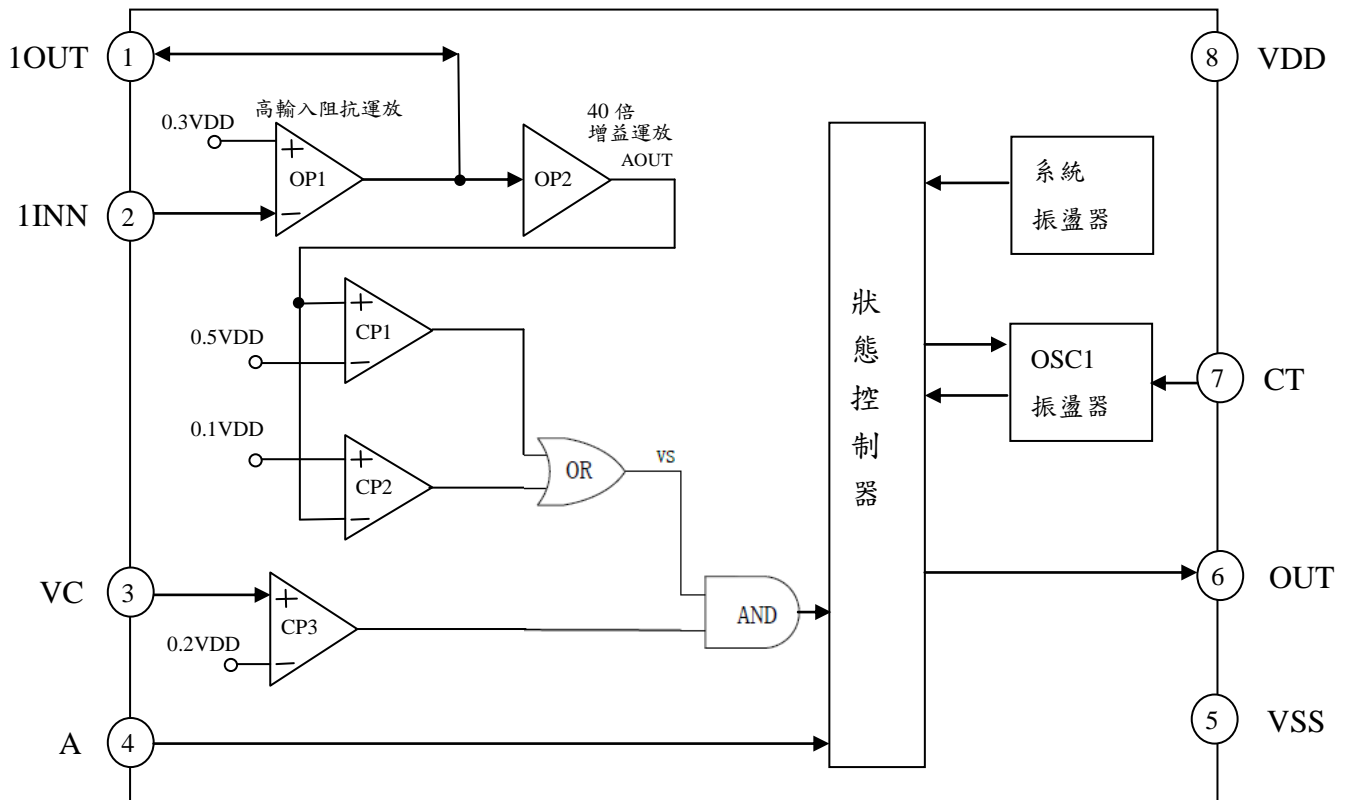 1OUT
1
8
VDD
高輸入阻抗運放
0.3VDD
+
OP1
−
40 倍
增益運放
AOUT
OP2
1INN
2
系統
振盪器
0.5VDD
+
CP1
−
0.1VDD
+
CP2
−
OR
VS
狀
態
控
制
器
OSC1
振盪器
7
CT
VC
3
+
CP3
−
0.2VDD
AND
6
OUT
A
4
5
VSS